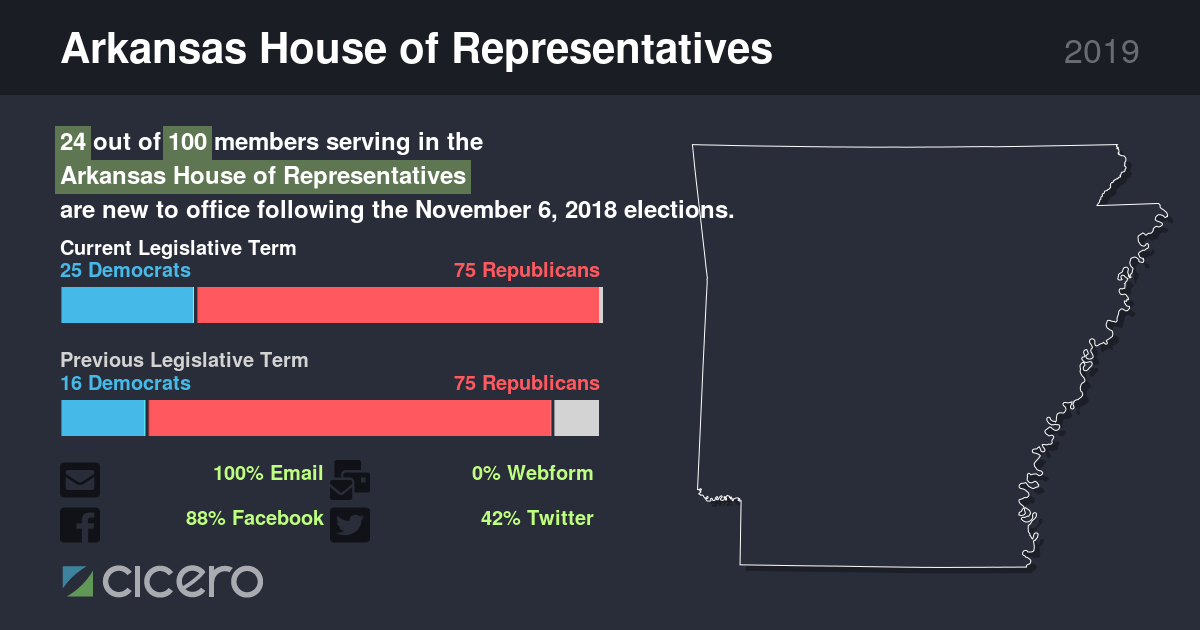 Arkansas House of Representatives
2019
24 out of 100 members serving in the
Arkansas House of Representatives
are new to office following the November 6, 2018 elections.
Current Legislative Term
25 Democrats 75 Republicans
Previous Legislative Term
16 Democrats 75 Republicans
100% Email 0% Webform
88% Facebook 42% Twitter
cicero